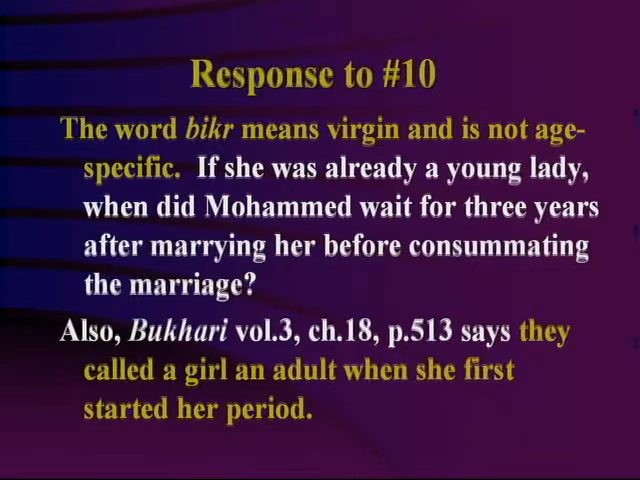 Response to #10
The word bikr means virgin and is not age-
specific. If she was already a young lady,
when did Mohammed wait for three years
after marrying her before consummating
the marriage?
Also, Bukhari vol.3, ch.18, p.513 says they
called a girl an adult when she first
started her period.